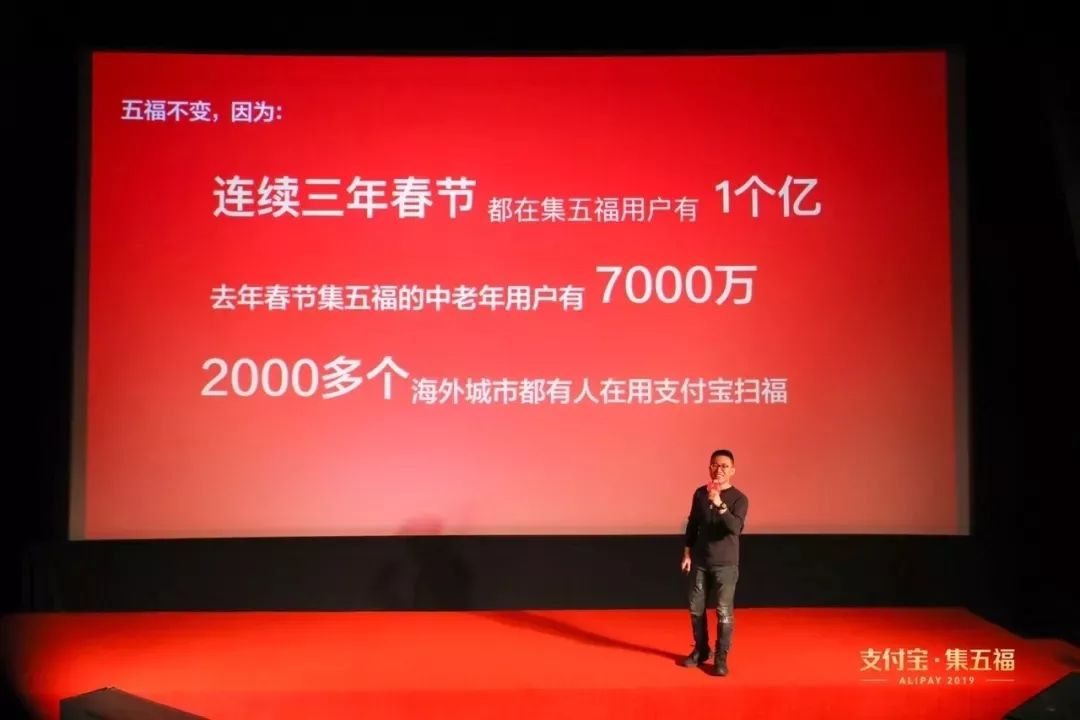 五福不变，因为：
连续三年春节 都在集五福用户有 1个亿
去年春节集五福的中老年用户有 7000万
2000多个海外城市都有人在用支付宝扫福
支付宝·集五福
ALIPAY 2019